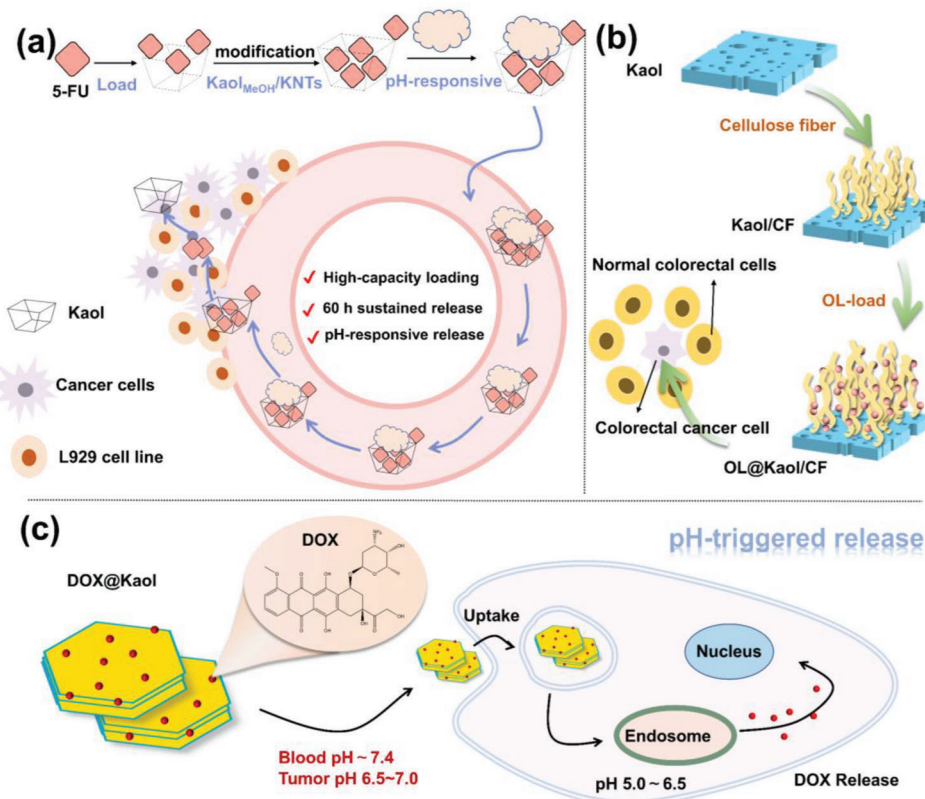 (a)
5-FU
Load
modification
Kaol_MeOH/KNTs
pH-responsive
✓ High-capacity loading
✓ 60 h sustained release
✓ pH-responsive release
Kaol
Cancer cells
L929 cell line
(b)
Kaol
Cellulose fiber
Kaol/CF
Normal colorectal cells
OL-load
Colorectal cancer cell
OL@Kaol/CF
(c)
DOX@Kaol
DOX
pH-triggered release
Uptake
Nucleus
Endosome
Blood pH ~ 7.4
Tumor pH 6.5~7.0
pH 5.0 ~ 6.5
DOX Release